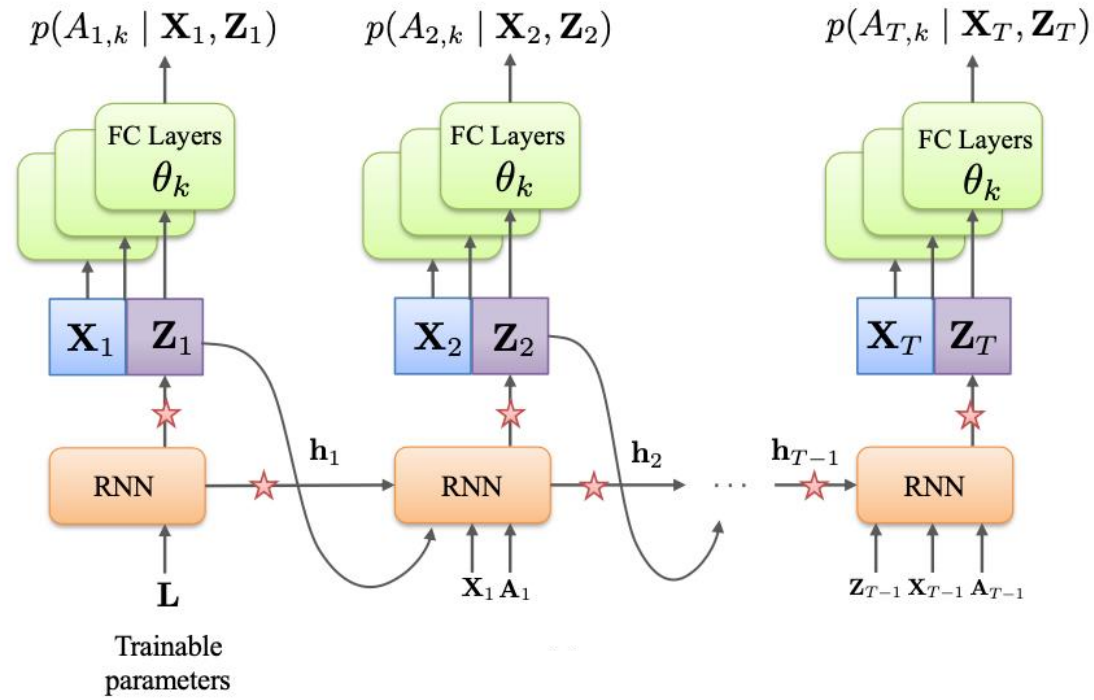 p(A_{1,k} | X_1, Z_1) p(A_{2,k} | X_2, Z_2) p(A_{T,k} | X_T, Z_T)
FC Layers FC Layers FC Layers
θ_k θ_k θ_k
X_1 Z_1 X_2 Z_2 X_T Z_T
h_1 h_2 h_{T−1}
RNN RNN ... RNN
L X_1 A_1 Z_{T−1} X_{T−1} A_{T−1}
Trainable
parameters